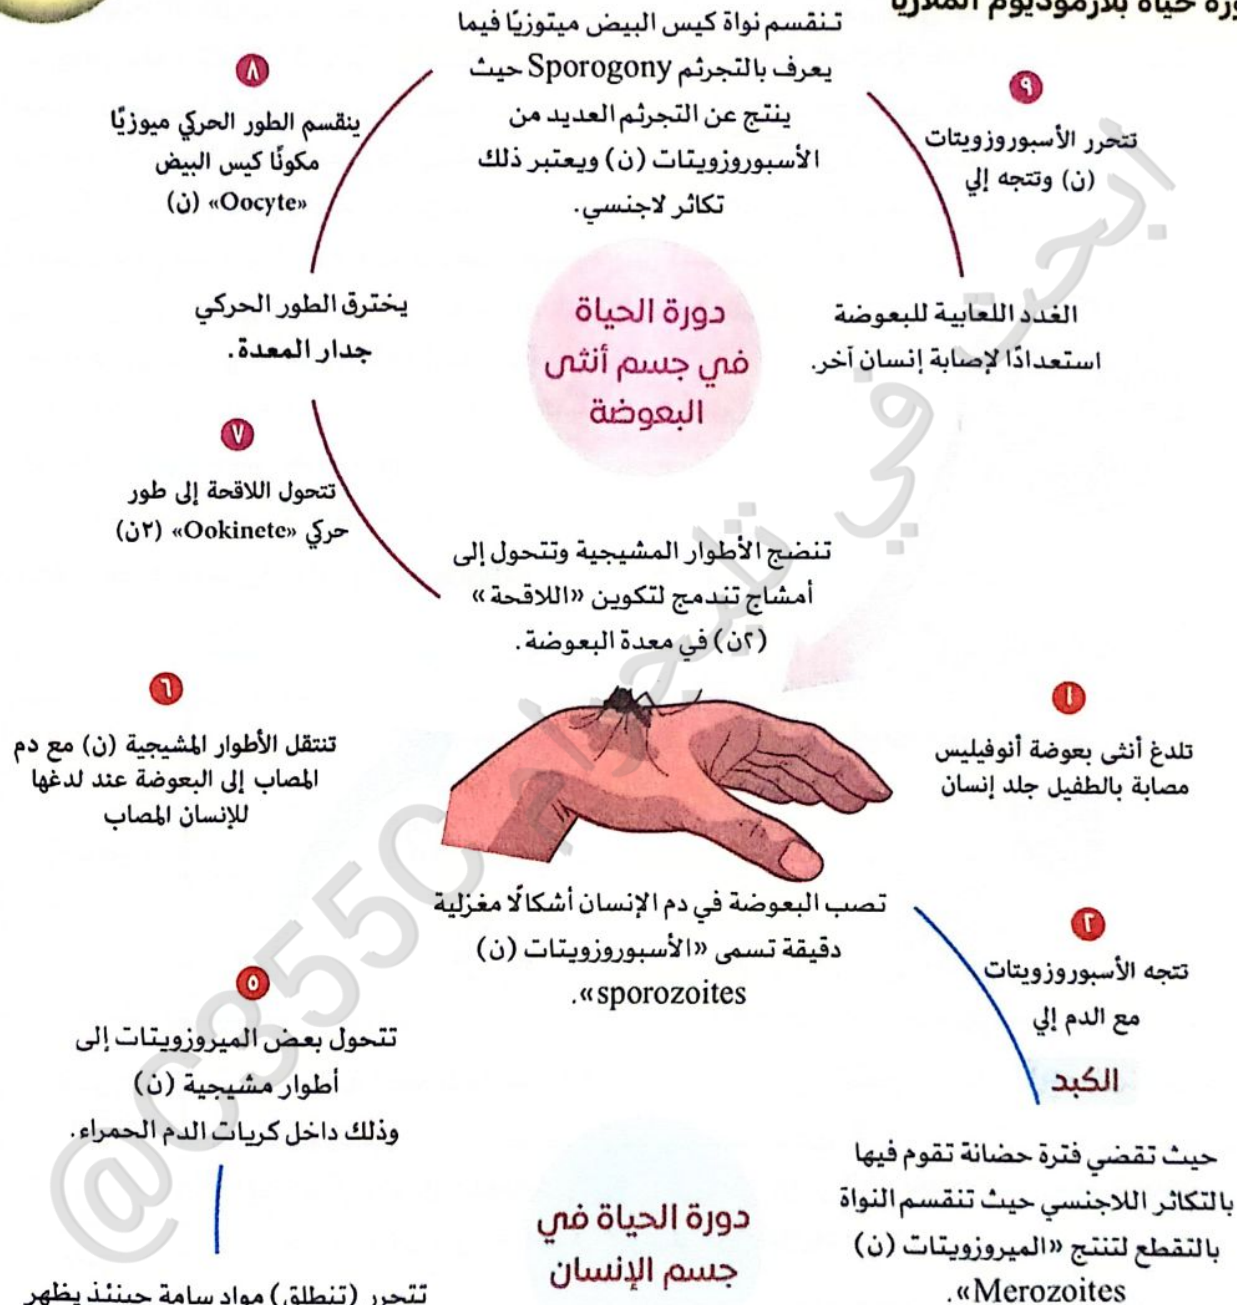 دورة حياة بلازموديوم الملاريا
تنقسم نواة كيس البيض ميتوزيًا فيما
يعرف بالتجرثم Sporogony حيث
ينتج عن التجرثم العديد من
الأسبوروزويتات (ن) ويعتبر ذلك
تكاثر لاجنسي.
٩
تتحرر الأسبوروزويتات
(ن) وتتجه إلي
الغدد اللعابية للبعوضة
استعدادًا لإصابة إنسان آخر.
٨
ينقسم الطور الحركي ميوزيًا
مكونًا كيس البيض
«Oocyte» (ن)
يخترق الطور الحركي
جدار المعدة.
دورة الحياة
في جسم أنثى
البعوضة
٧
تتحول اللاقحة إلى طور
حركي «Ookinete» (٢ن)
تنضج الأطوار المشيجية وتتحول إلى
أمشاج تندمج لتكوين «اللاقحة»
(٢ن) في معدة البعوضة.
٦
تنتقل الأطوار المشيجية (ن) مع دم
المصاب إلى البعوضة عند لدغها
للإنسان المصاب
١
تلدغ أنثى بعوضة أنوفيليس
مصابة بالطفيل جلد إنسان
تصب البعوضة في دم الإنسان أشكالًا مغزلية
دقيقة تسمى «الأسبوروزويتات (ن)
sporozoites».
٢
تتجه الأسبوروزويتات
مع الدم إلي
الكبد
حيث تقضي فترة حضانة تقوم فيها
بالتكاثر اللاجنسي حيث تنقسم النواة
بالتقطع لتنتج «الميروزويتات (ن)
Merozoites».
٥
تتحول بعض الميروزويتات إلى
أطوار مشيجية (ن)
وذلك داخل كريات الدم الحمراء.
دورة الحياة في
جسم الإنسان
تتحرر (تنطلق) مواد سامة حينئذ يظهر
ابحث في تليجرام @C355C